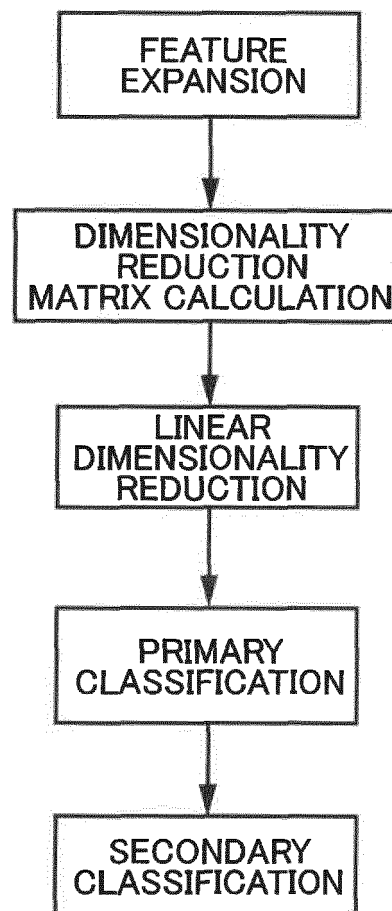 FEATURE
EXPANSION
DIMENSIONALITY
REDUCTION
MATRIX CALCULATION
LINEAR
DIMENSIONALITY
REDUCTION
PRIMARY
CLASSIFICATION
SECONDARY
CLASSIFICATION